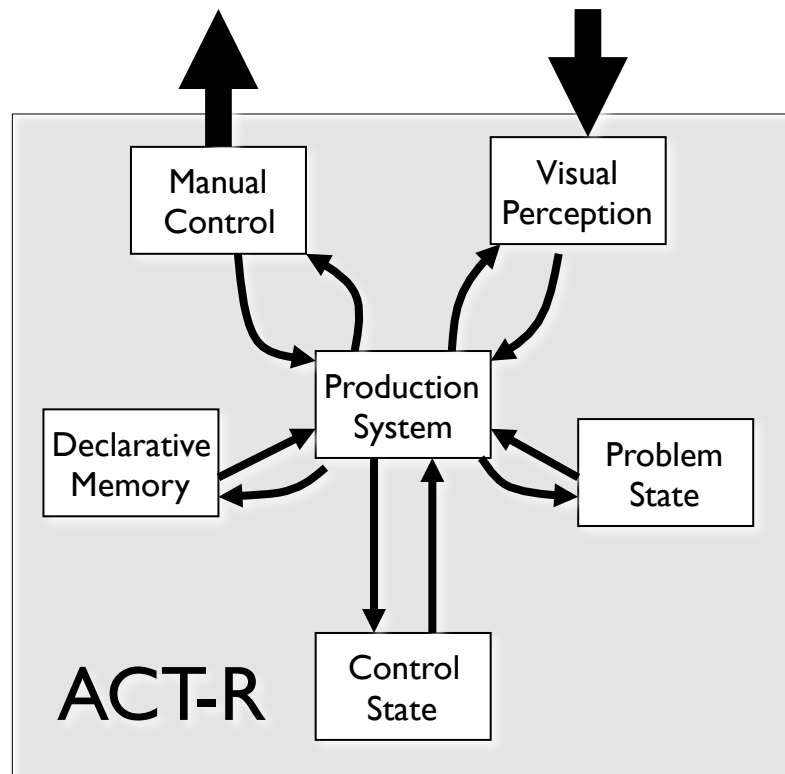 Manual
Control
Visual
Perception
Production
System
Declarative
Memory
Problem
State
Control
State
ACT-R